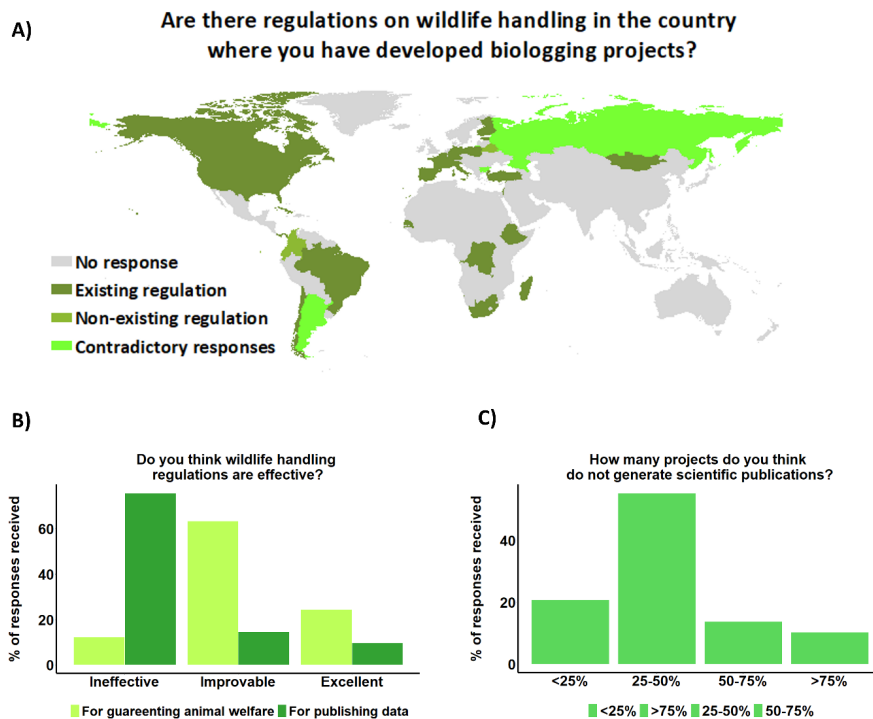 A)
Are there regulations on wildlife handling in the country
where you have developed biologging projects?
No response
Existing regulation
Non-existing regulation
Contradictory responses
B)
Do you think wildlife handling
regulations are effective?
% of responses received
60
40
20
0
Ineffective Improvable Excellent
For guareenting animal welfare For publishing data
C)
How many projects do you think
do not generate scientific publications?
% of responses received
40
20
0
<25% 25-50% 50-75% >75%
<25% >75% 25-50% 50-75%